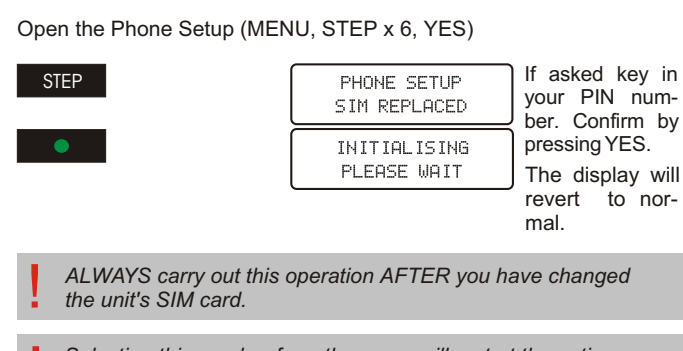 Open the Phone Setup (MENU, STEP x 6, YES)
STEP
PHONE SETUP
SIM REPLACED
If asked key in
your PIN num-
ber. Confirm by
pressing YES.
INITIALISING
PLEASE WAIT
The display will
revert to nor-
mal.
! ALWAYS carry out this operation AFTER you have changed
the unit's SIM card.